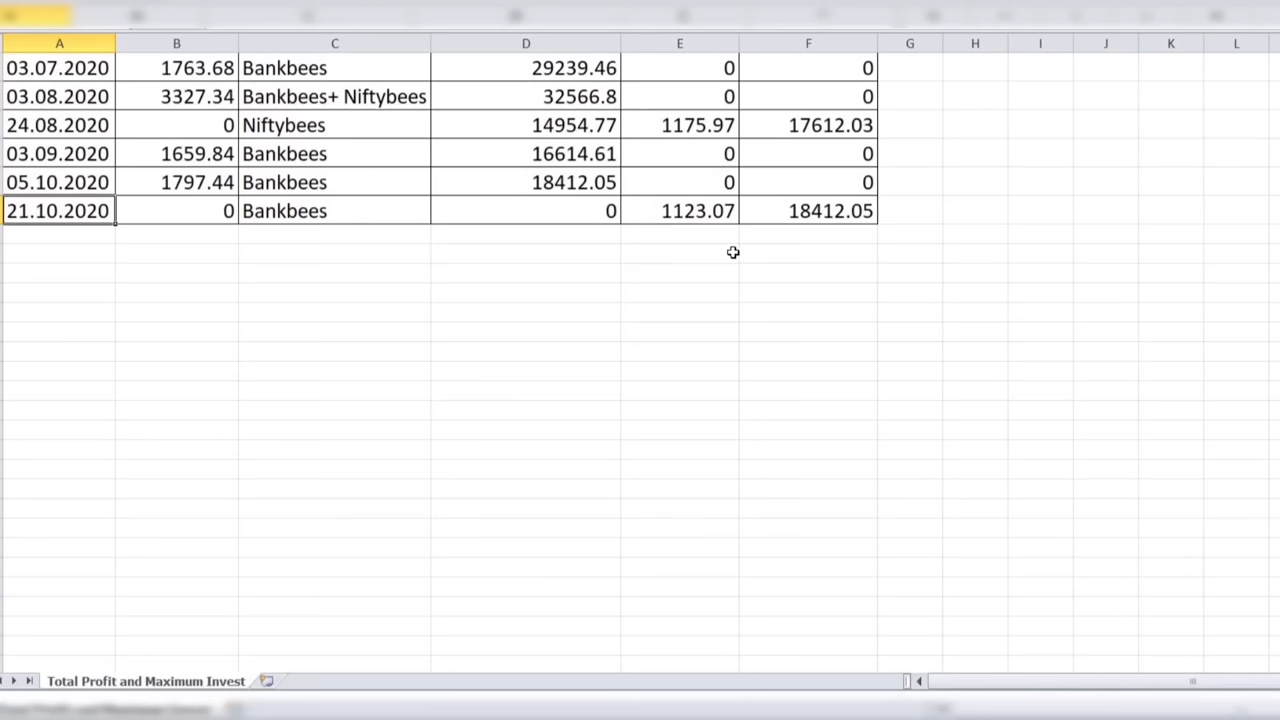 A B C D E F G H I J K L
03.07.2020 1763.68 Bankbees 29239.46 0 0
03.08.2020 3327.34 Bankbees+ Niftybees 32566.8 0 0
24.08.2020 0 Niftybees 14954.77 1175.97 17612.03
03.09.2020 1659.84 Bankbees 16614.61 0 0
05.10.2020 1797.44 Bankbees 18412.05 0 0
21.10.2020 0 Bankbees 0 1123.07 18412.05
Total Profit and Maximum Invest